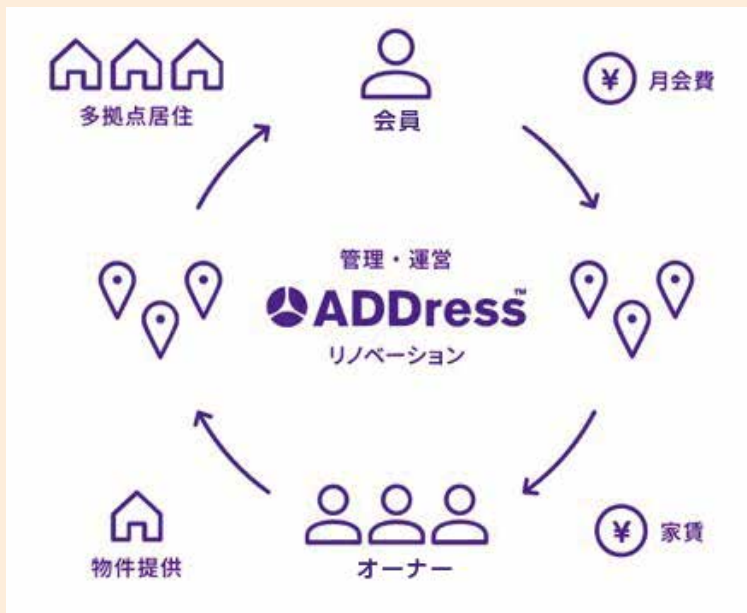 多拠点居住
会員
¥ 月会費
管理・運営
ADDress™
リノベーション
物件提供
オーナー
¥ 家賃